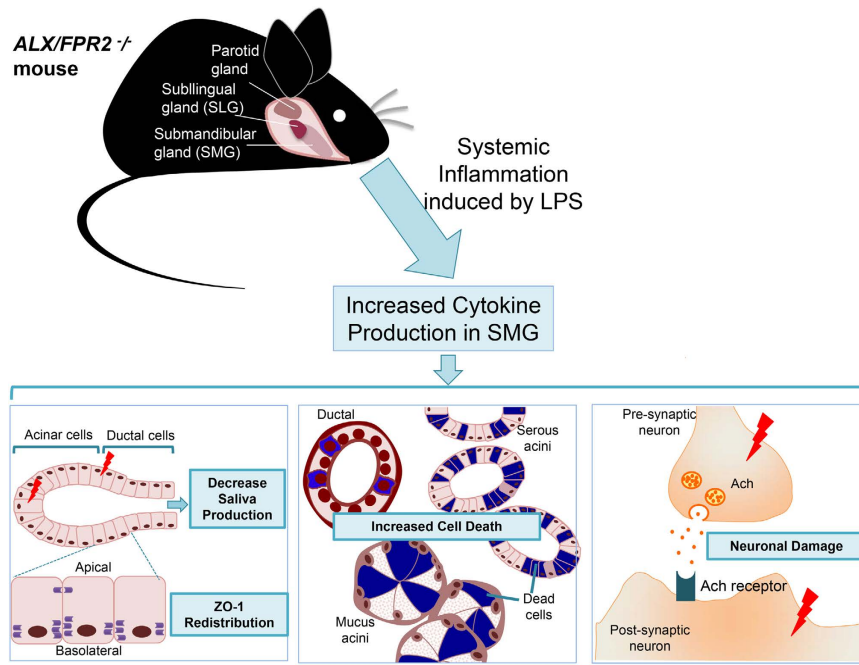 ALX/FPR2 -/-
mouse
Parotid
gland
Subllingual
gland (SLG)
Submandibular
gland (SMG)
Systemic
Inflammation
induced by LPS
Increased Cytokine
Production in SMG
Acinar cells
Ductal cells
Decrease
Saliva
Production
Apical
ZO-1
Redistribution
Basolateral
Ductal
Serous
acini
Increased Cell Death
Dead
cells
Mucus
acini
Pre-synaptic
neuron
Ach
Neuronal Damage
Ach receptor
Post-synaptic
neuron